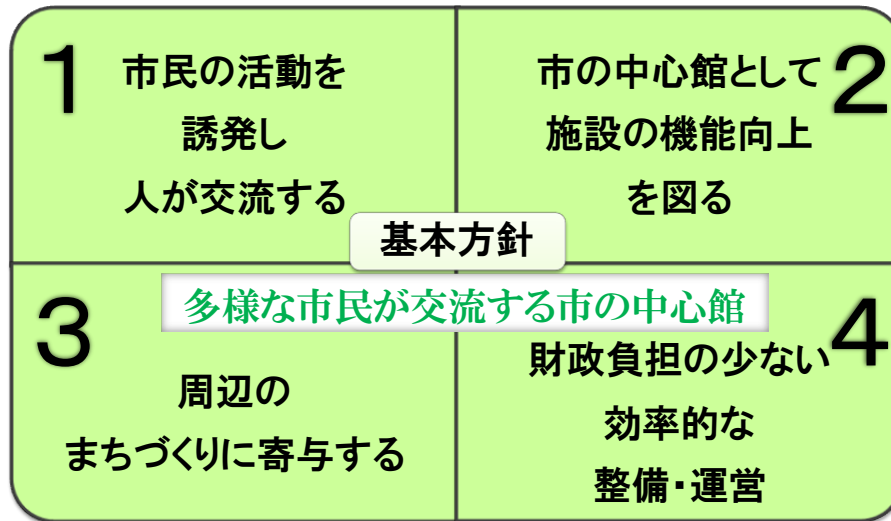 1
市民の活動を
誘発し
人が交流する
2
市の中心館として
施設の機能向上
を図る
基本方針
多様な市民が交流する市の中心館
3
周辺の
まちづくりに寄与する
4
財政負担の少ない
効率的な
整備・運営